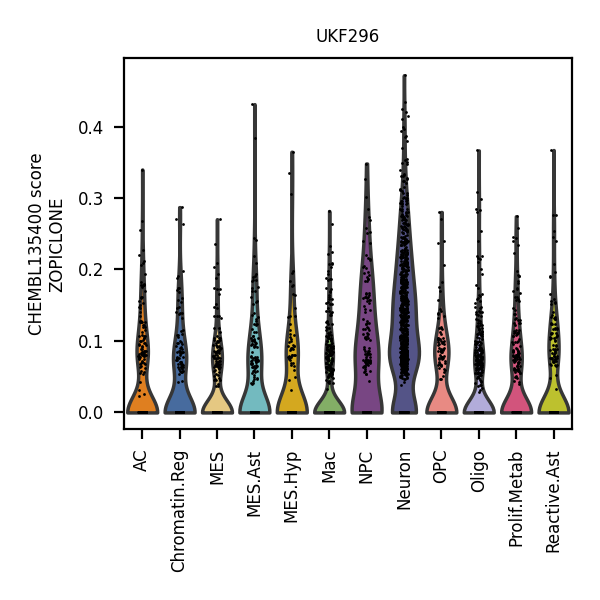 UKF296
CHEMBL135400 score
ZOPICLONE
0.4
0.3
0.2
0.1
0.0
AC
Chromatin.Reg
MES
MES.Ast
MES.Hyp
Mac
NPC
Neuron
OPC
Oligo
Prolif.Metab
Reactive.Ast